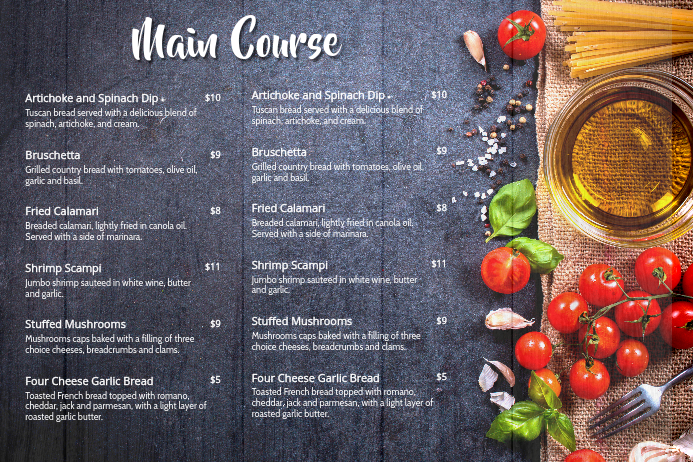 Main Course
Artichoke and Spinach Dip $10
Tuscan bread served with a delicious blend of
spinach, artichoke, and cream.
Bruschetta $9
Grilled country bread with tomatoes, olive oil,
garlic and basil.
Fried Calamari $8
Breaded calamari, lightly fried in canola oil.
Served with a side of marinara.
Shrimp Scampi $11
Jumbo shrimp sauteed in white wine, butter
and garlic.
Stuffed Mushrooms $9
Mushrooms caps baked with a filling of three
choice cheeses, breadcrumbs and clams.
Four Cheese Garlic Bread $5
Toasted French bread topped with romano,
cheddar, jack and parmesan, with a light layer of
roasted garlic butter.
Artichoke and Spinach Dip $10
Tuscan bread served with a delicious blend of
spinach, artichoke, and cream.
Bruschetta $9
Grilled country bread with tomatoes, olive oil,
garlic and basil.
Fried Calamari $8
Breaded calamari, lightly fried in canola oil.
Served with a side of marinara.
Shrimp Scampi $11
Jumbo shrimp sauteed in white wine, butter
and garlic.
Stuffed Mushrooms $9
Mushrooms caps baked with a filling of three
choice cheeses, breadcrumbs and clams.
Four Cheese Garlic Bread $5
Toasted French bread topped with romano,
cheddar, jack and parmesan, with a light layer of
roasted garlic butter.